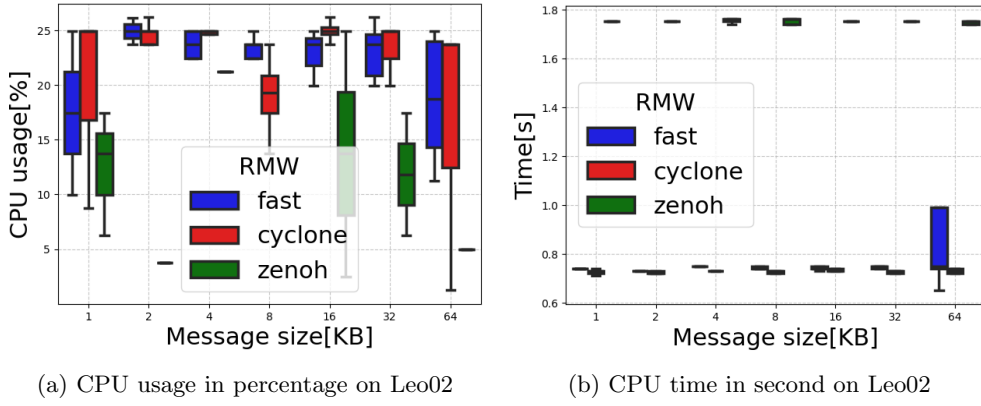 CPU usage[%]
25
20
15
10
5
RMW
fast
cyclone
zenoh
1 2 4 8 16 32 64
Message size[KB]
(a) CPU usage in percentage on Leo02
Time[s]
1.8
1.6
1.4
1.2
1.0
0.8
0.6
RMW
fast
cyclone
zenoh
1 2 4 8 16 32 64
Message size[KB]
(b) CPU time in second on Leo02